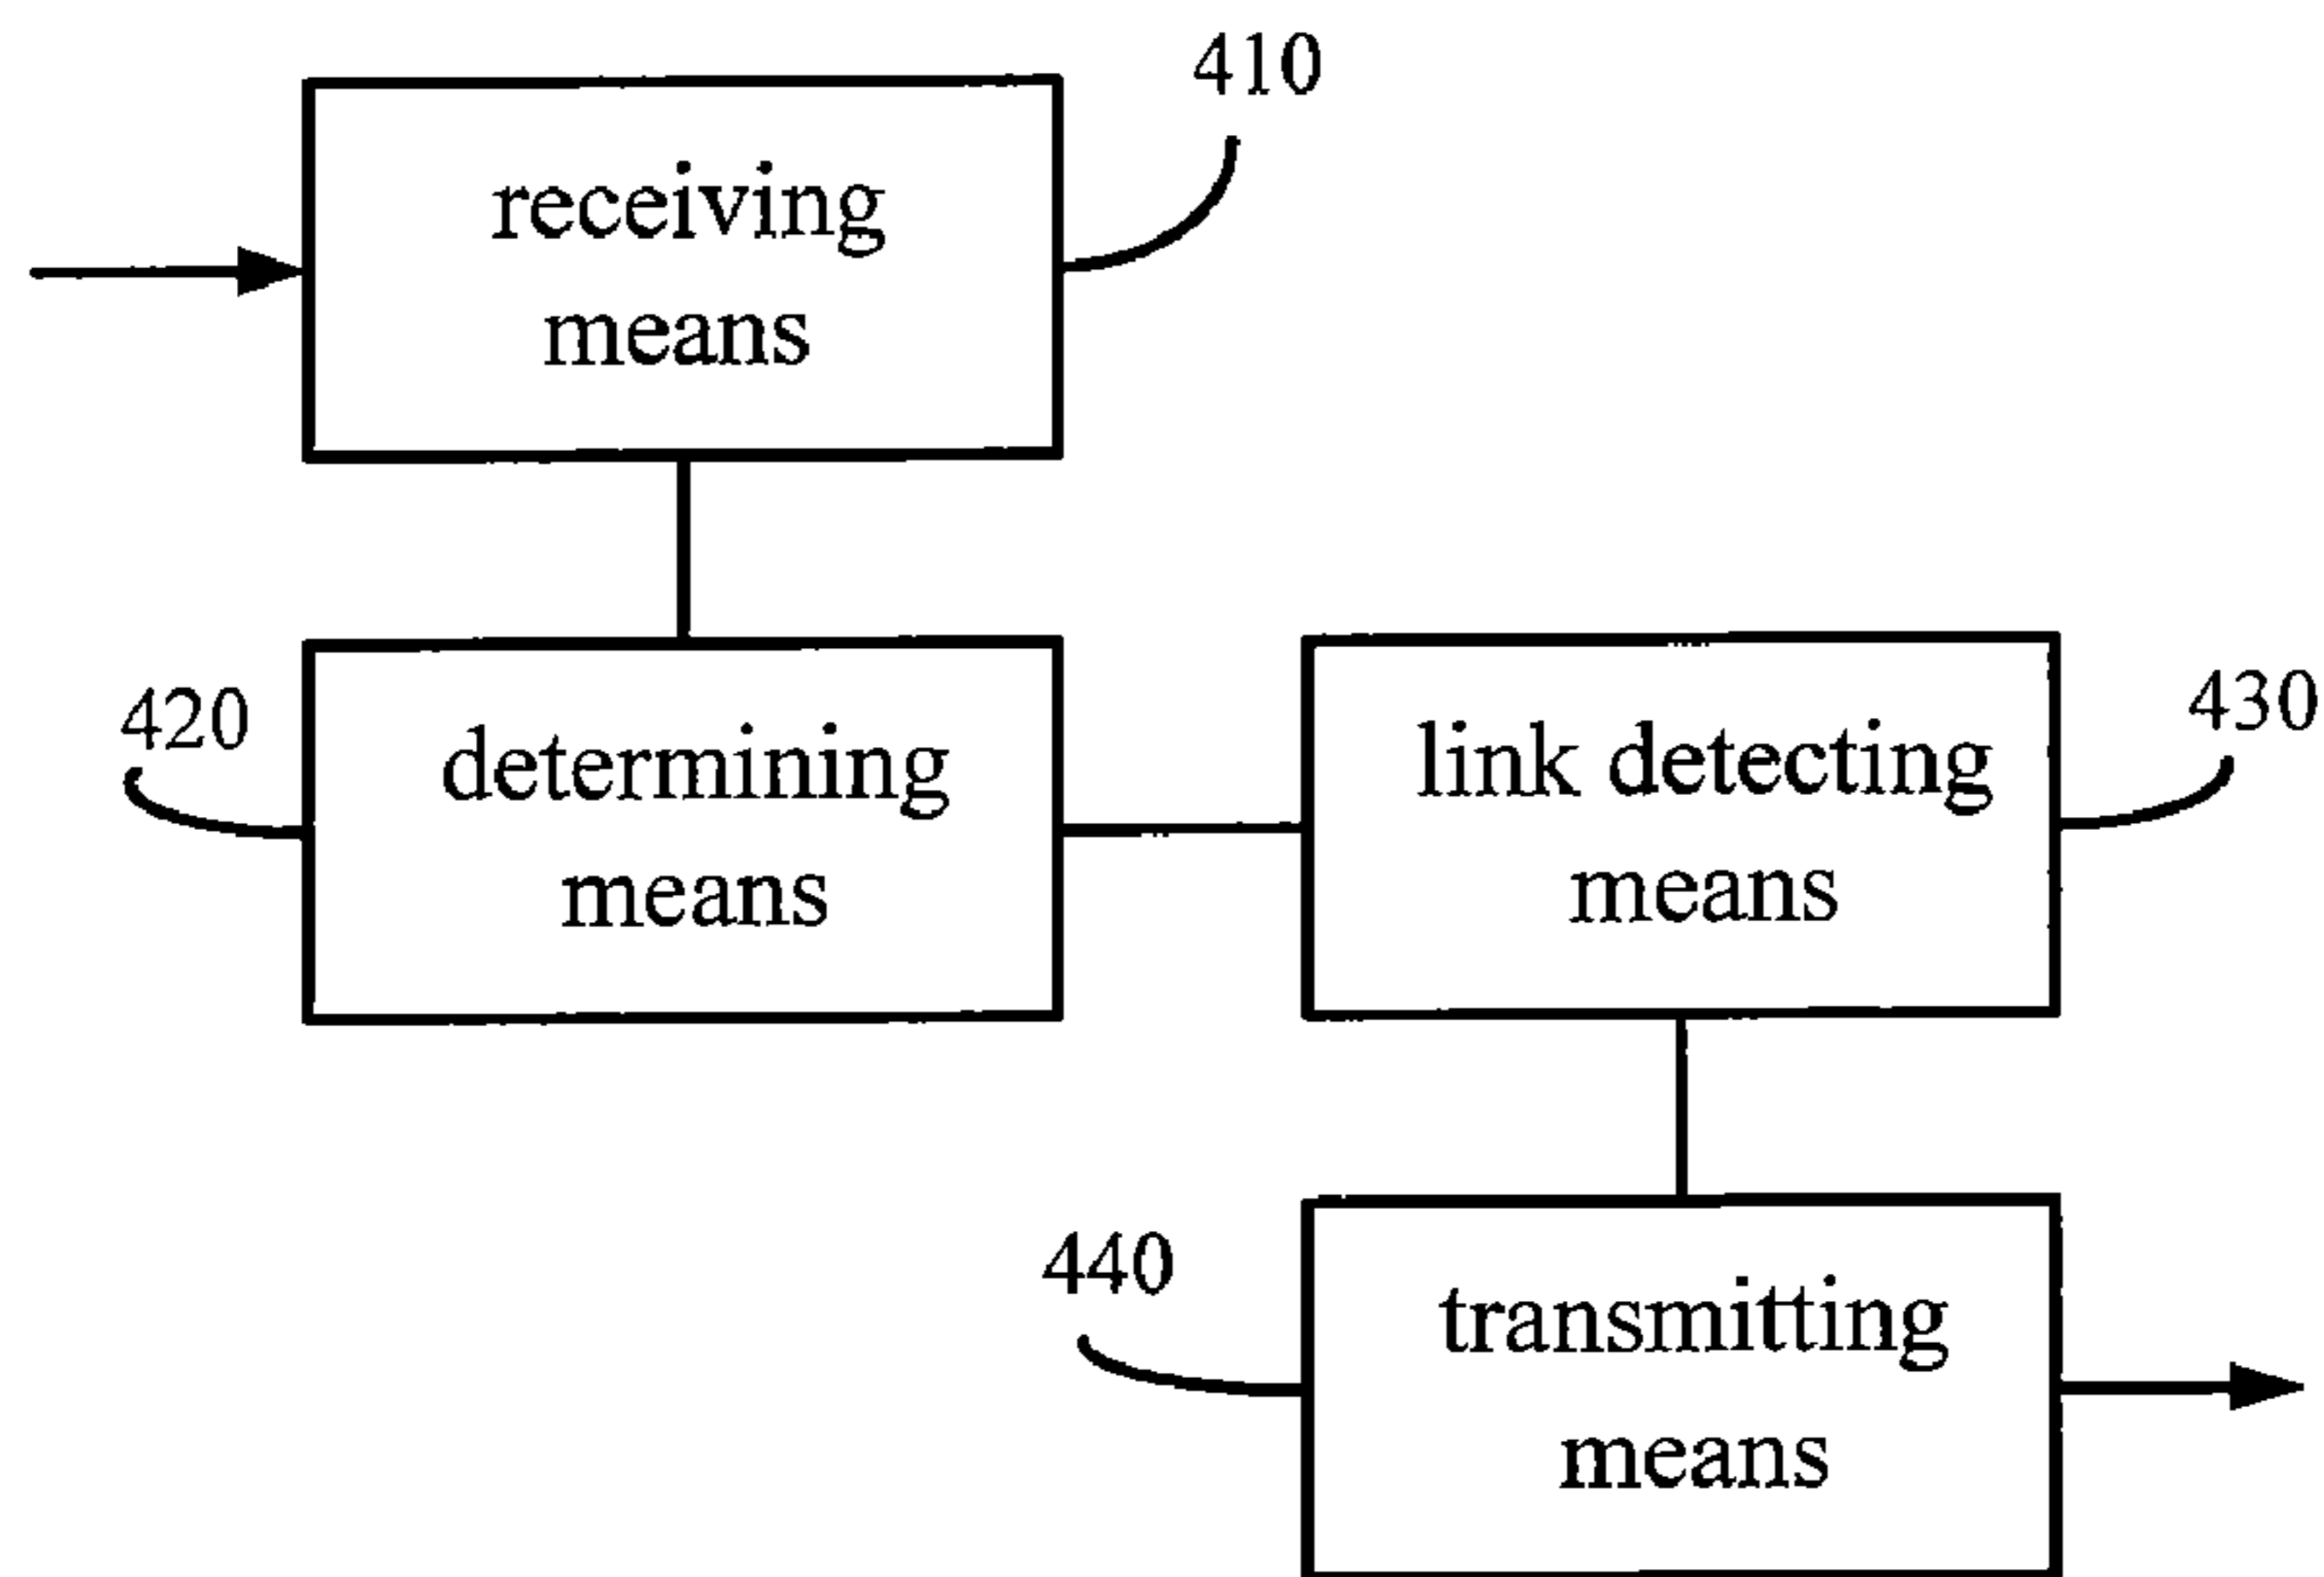 410
receiving
means
420
determining
means
430
link detecting
means
440
transmitting
means